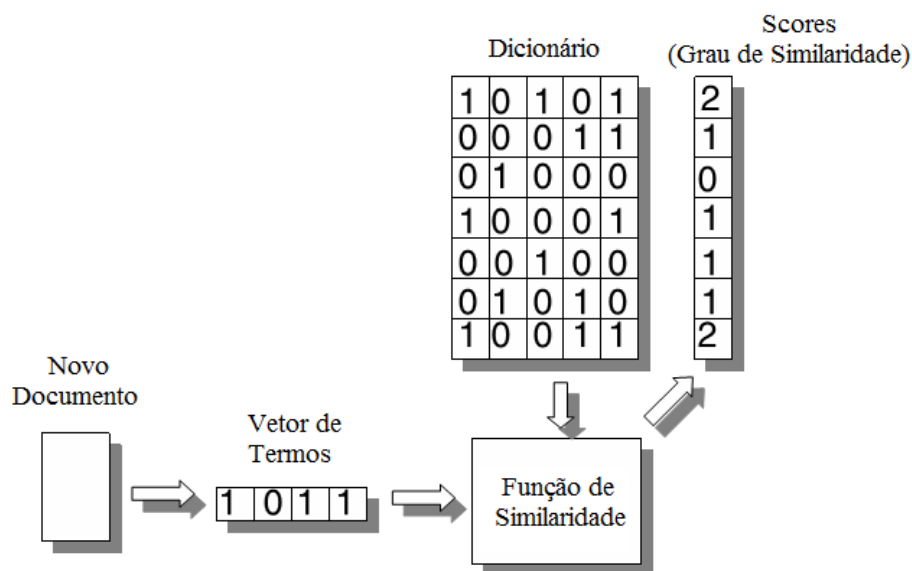 Dicionário
Scores
(Grau de Similaridade)
1 0 1 0 1
0 0 0 1 1
0 1 0 0 0
1 0 0 0 1
0 0 1 0 0
0 1 0 1 0
1 0 0 1 1
2
1
0
1
1
1
2
Novo
Documento
Vetor de
Termos
1 0 1 1
Função de
Similaridade